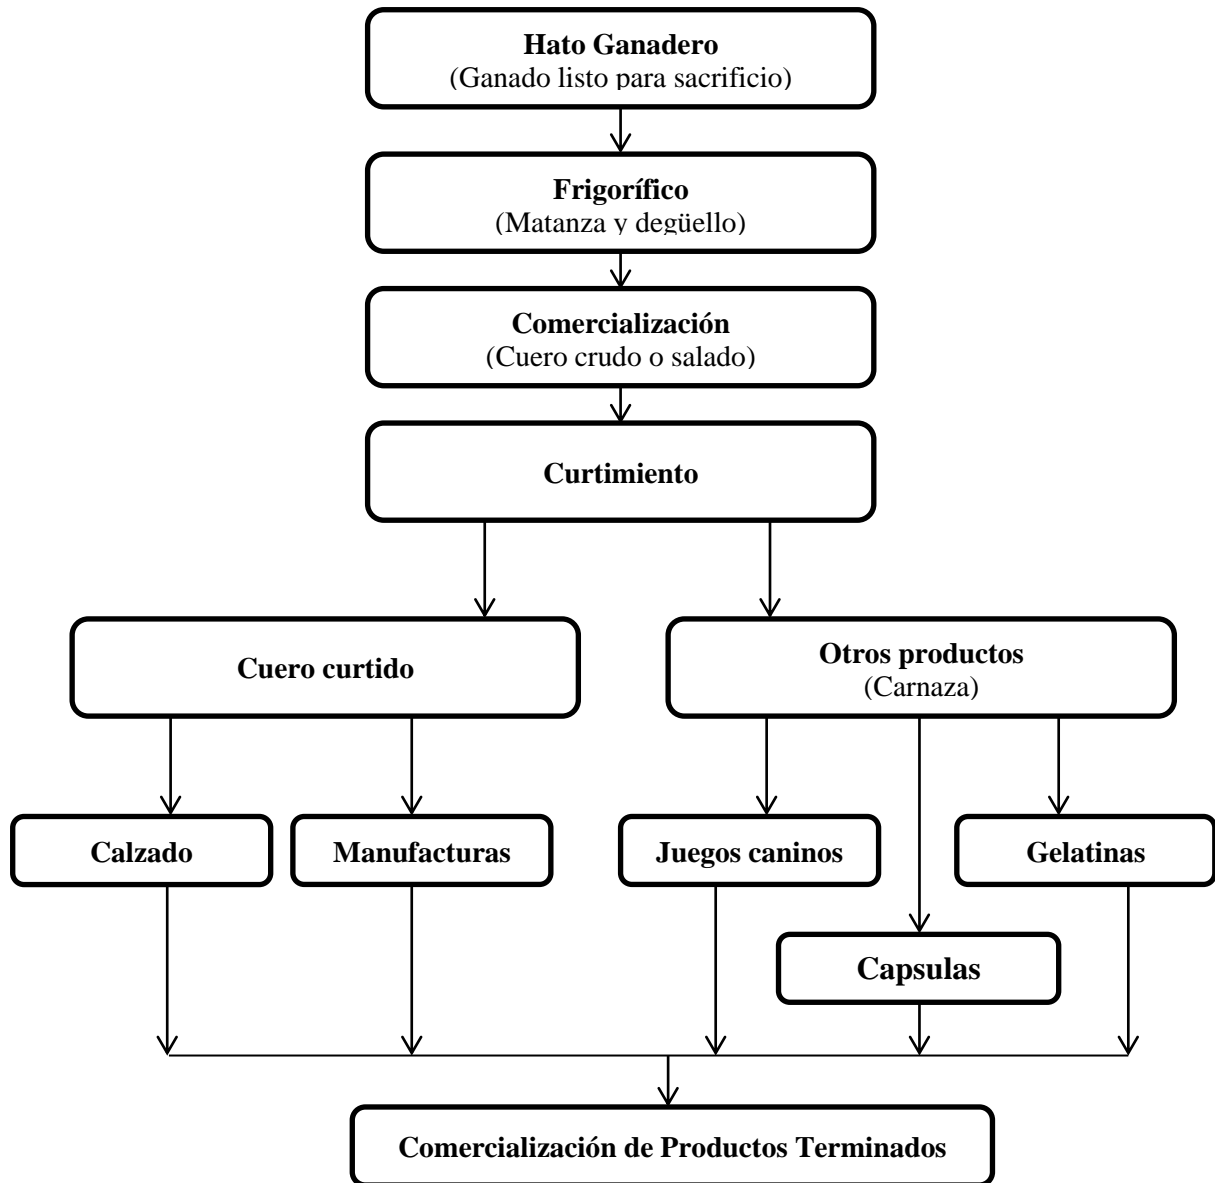 Hato Ganadero
(Ganado listo para sacrificio)
Frigorífico
(Matanza y degüello)
Comercialización
(Cuero crudo o salado)
Curtimiento
Cuero curtido
Otros productos
(Carnaza)
Calzado
Manufacturas
Juegos caninos
Gelatinas
Capsulas
Comercialización de Productos Terminados